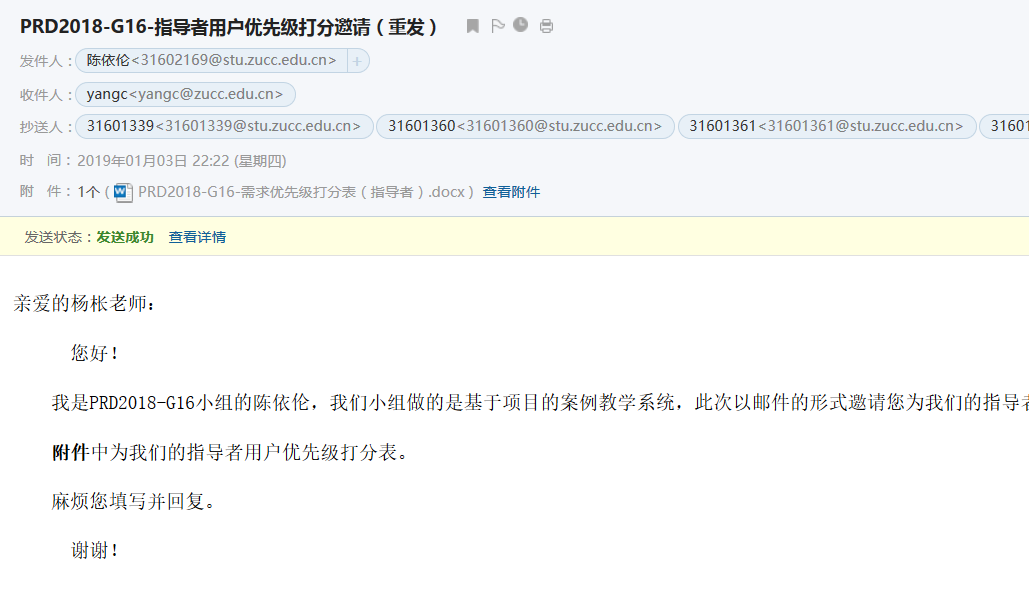 PRD2018-G16-指导者用户优先级打分邀请（重发）
发件人：陈依伦<31602169@stu.zucc.edu.cn> +
收件人：yangc<yangc@zucc.edu.cn>
抄送人：31601339<31601339@stu.zucc.edu.cn> 31601360<31601360@stu.zucc.edu.cn> 31601361<31601361@stu.zucc.edu.cn> 31601
时 间：2019年01月03日 22:22 (星期四)
附 件：1个 ( PRD2018-G16-需求优先级打分表（指导者）.docx ) 查看附件
发送状态：发送成功 查看详情
亲爱的杨枨老师：
您好！
我是PRD2018-G16小组的陈依伦，我们小组做的是基于项目的案例教学系统，此次以邮件的形式邀请您为我们的指导者
附件中为我们的指导者用户优先级打分表。
麻烦您填写并回复。
谢谢！